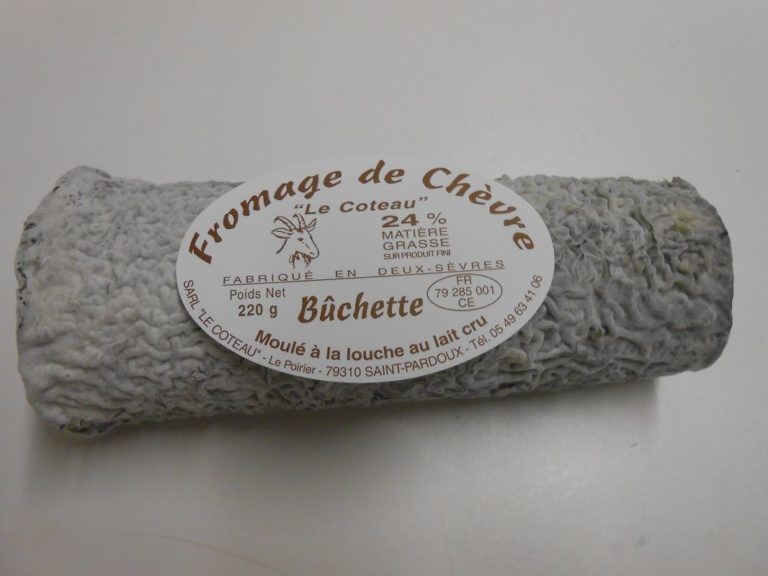 Fromage de Chèvre
"Le Coteau"
24 %
MATIÈRE
GRASSE
SUR PRODUIT FINI
FABRIQUÉ EN DEUX-SÈVRES
Poids Net
220 g
Bûchette
FR
79 285 001
CE
Moulé à la louche au lait cru
SARL "LE COTEAU" - Le Poirier - 79310 SAINT-PARDOUX - Tél. 05 49 63 41 06